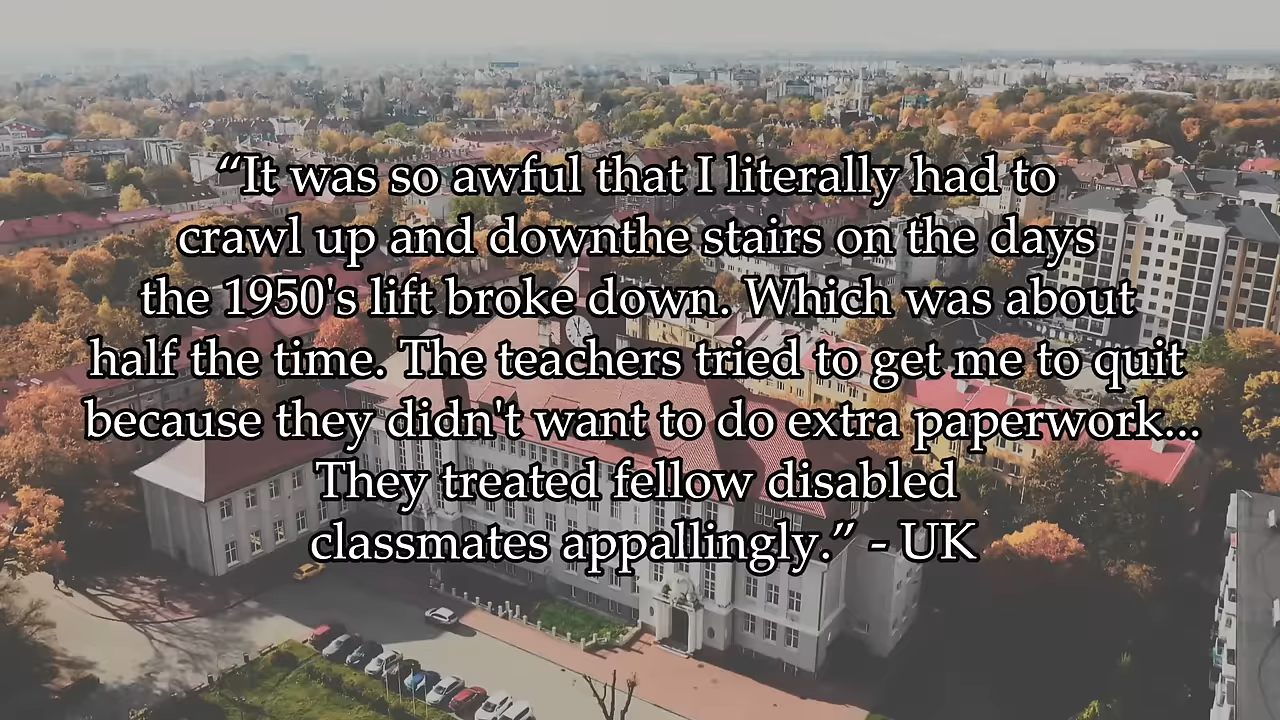 “It was so awful that I literally had to
crawl up and downthe stairs on the days
the 1950's lift broke down. Which was about
half the time. The teachers tried to get me to quit
because they didn't want to do extra paperwork...
They treated fellow disabled
classmates appallingly.” - UK